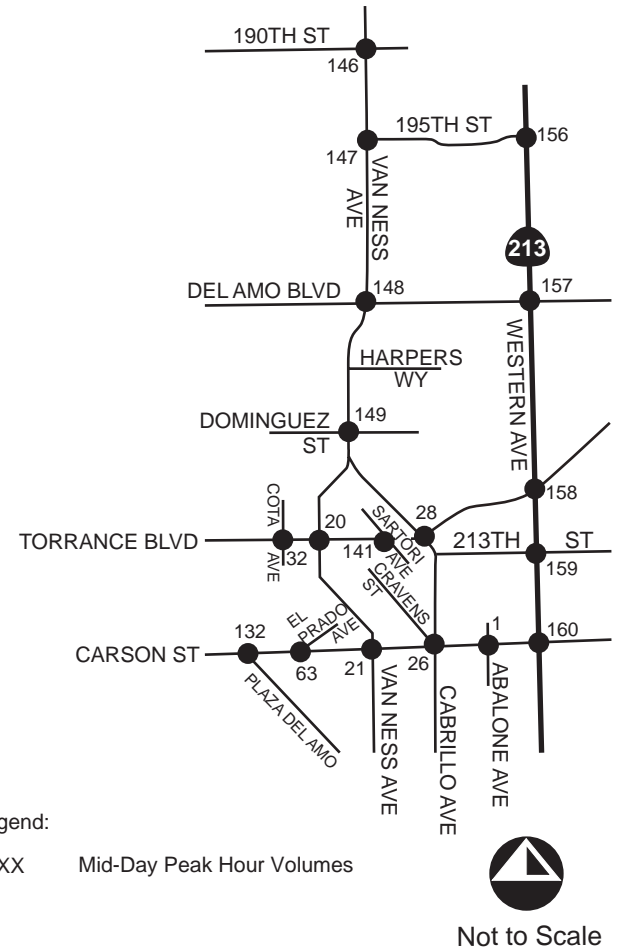 190TH ST
146
195TH ST
156
147
VAN NESS
AVE
213
DEL AMO BLVD
148
157
WESTERN AVE
HARPERS
WY
DOMINGUEZ
ST
149
158
COTA
AVE
20
SARTORI
AVE
28
TORRANCE BLVD
32
141
213TH ST
159
CRAVENS
ST
EL
PRADO
AVE
132
1
160
CARSON ST
63
21
26
PLAZA DEL AMO
VAN NESS AVE
CABRILLO AVE
ABALONE AVE
gend:
XX Mid-Day Peak Hour Volumes
Not to Scale